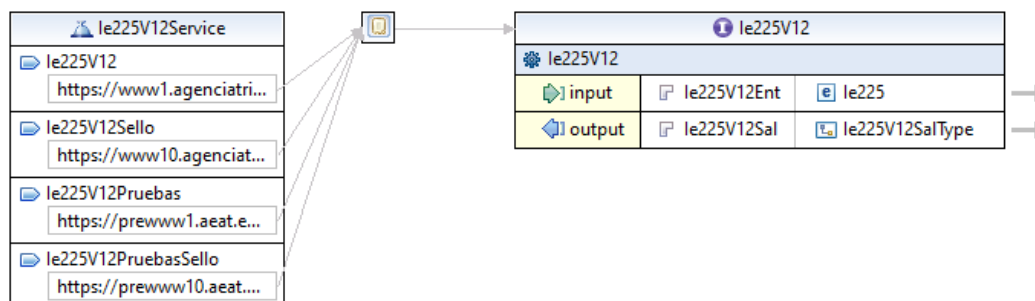 Ie225V12Service
Ie225V12
https://www1.agenciatri...
Ie225V12Sello
https://www10.agenciat...
Ie225V12Pruebas
https://prewww1.aeat.e...
Ie225V12PruebasSello
https://prewww10.aeat....
Ie225V12
Ie225V12
input Ie225V12Ent e Ie225
output Ie225V12Sal Ie225V12SalType